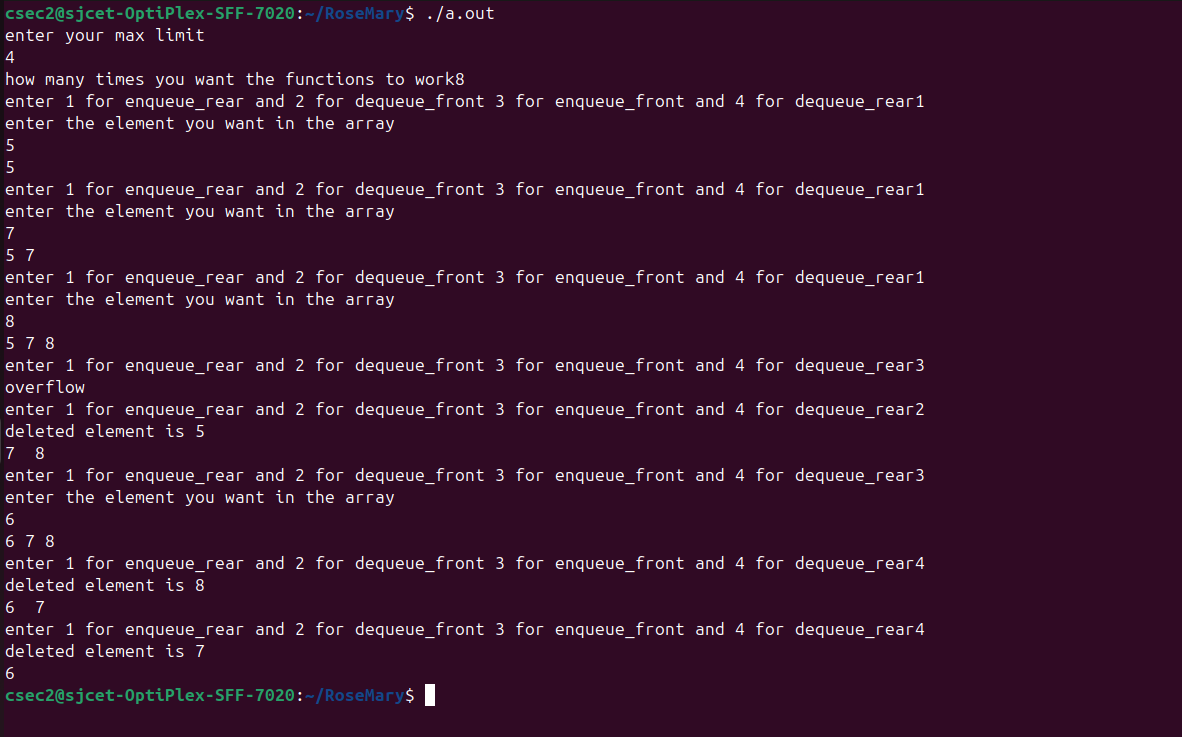 csec2@sjcet-OptiPlex-SFF-7020:~/RoseMary$ ./a.out
enter your max limit
4
how many times you want the functions to work8
enter 1 for enqueue_rear and 2 for dequeue_front 3 for enqueue_front and 4 for dequeue_rear1
enter the element you want in the array
5
5
enter 1 for enqueue_rear and 2 for dequeue_front 3 for enqueue_front and 4 for dequeue_rear1
enter the element you want in the array
7
5 7
enter 1 for enqueue_rear and 2 for dequeue_front 3 for enqueue_front and 4 for dequeue_rear1
enter the element you want in the array
8
5 7 8
enter 1 for enqueue_rear and 2 for dequeue_front 3 for enqueue_front and 4 for dequeue_rear3
overflow
enter 1 for enqueue_rear and 2 for dequeue_front 3 for enqueue_front and 4 for dequeue_rear2
deleted element is 5
7  8
enter 1 for enqueue_rear and 2 for dequeue_front 3 for enqueue_front and 4 for dequeue_rear3
enter the element you want in the array
6
6 7 8
enter 1 for enqueue_rear and 2 for dequeue_front 3 for enqueue_front and 4 for dequeue_rear4
deleted element is 8
6  7
enter 1 for enqueue_rear and 2 for dequeue_front 3 for enqueue_front and 4 for dequeue_rear4
deleted element is 7
6
csec2@sjcet-OptiPlex-SFF-7020:~/RoseMary$